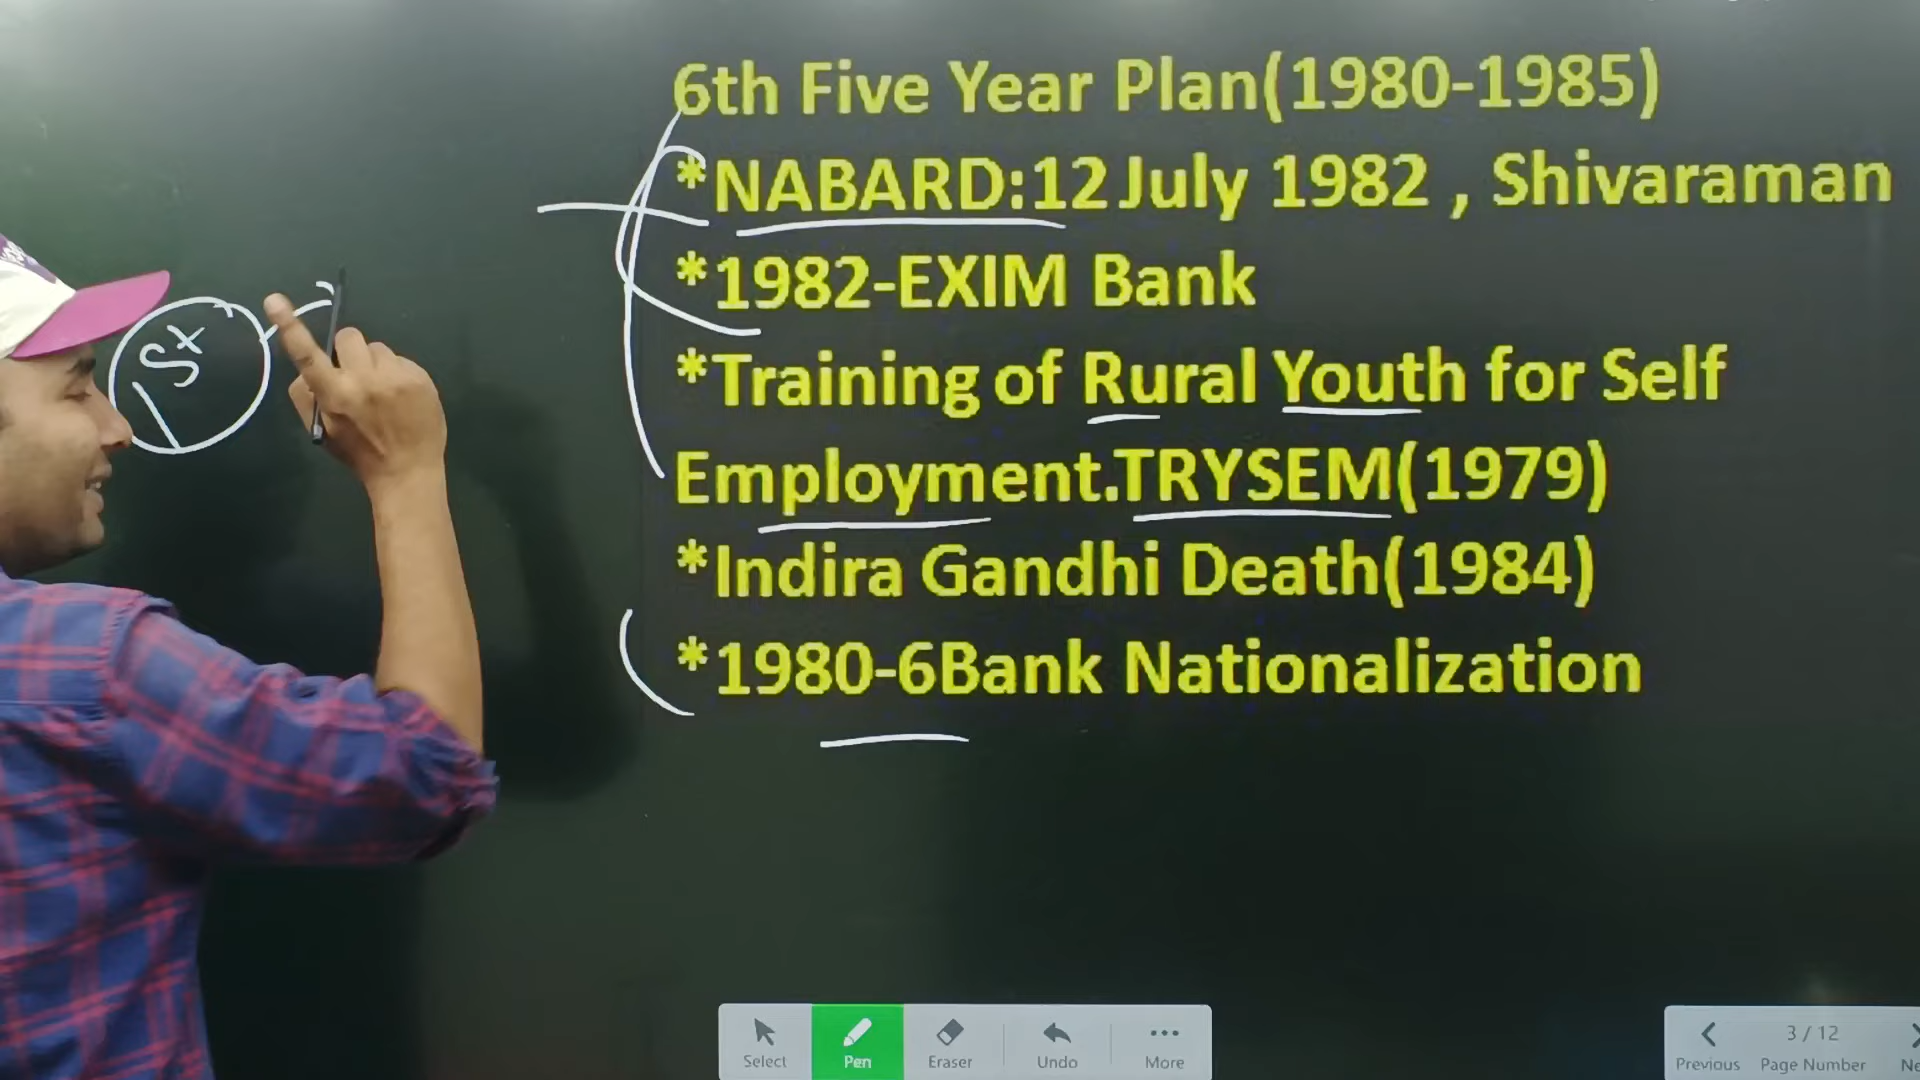 6th Five Year Plan(1980-1985)
*NABARD:12 July 1982 , Shivaraman
*1982-EXIM Bank
*Training of Rural Youth for Self
Employment.TRYSEM(1979)
*Indira Gandhi Death(1984)
*1980-6Bank Nationalization
Select
Pen
Eraser
Undo
More
Previous
3 / 12
Page Number